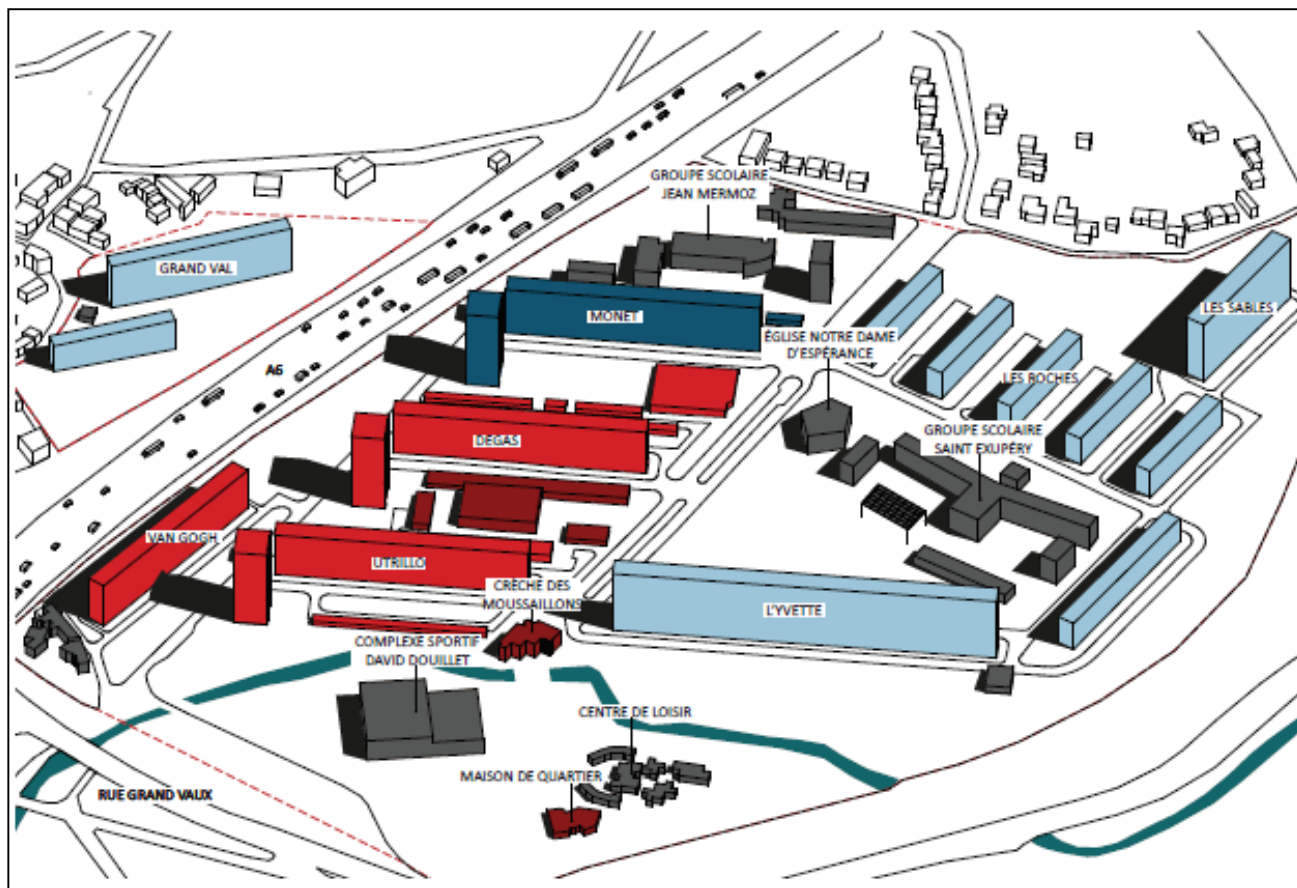 GROUPE SCOLAIRE
JEAN MERMOZ
GRAND VAL
LES SABLES
MONET
ÉGLISE NOTRE DAME
D'ESPÉRANCE
A6
LES ROCHES
GROUPE SCOLAIRE
SAINT EXUPÉRY
DEGAS
VAN GOGH
UTRILLO
CRÈCHE DES
MOUSSAILLONS
L'YVETTE
COMPLEXE SPORTIF
DAVID DOUILLET
CENTRE DE LOISIR
MAISON DE QUARTIER
RUE GRAND VAUX